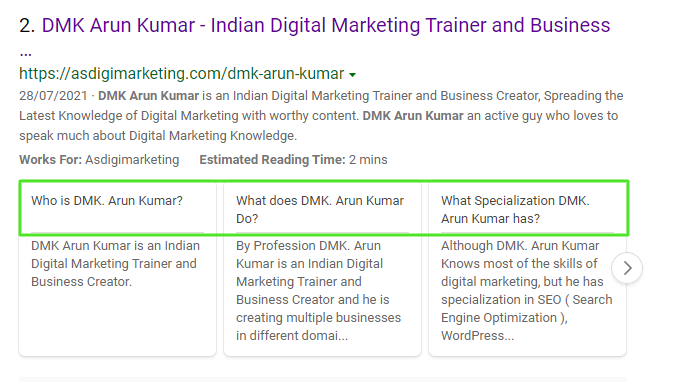 2. DMK Arun Kumar - Indian Digital Marketing Trainer and Business
...
https://asdigimarketing.com/dmk-arun-kumar
28/07/2021 · DMK Arun Kumar is an Indian Digital Marketing Trainer and Business Creator, Spreading the
Latest Knowledge of Digital Marketing with worthy content. DMK Arun Kumar an active guy who loves to
speak much about Digital Marketing Knowledge.
Works For: Asdigimarketing Estimated Reading Time: 2 mins
Who is DMK. Arun Kumar?
DMK Arun Kumar is an Indian
Digital Marketing Trainer and
Business Creator.
What does DMK. Arun Kumar
Do?
By Profession DMK. Arun
Kumar is an Indian Digital
Marketing Trainer and
Business Creator and he is
creating multiple businesses
in different domai...
What Specialization DMK.
Arun Kumar has?
Although DMK. Arun Kumar
Knows most of the skills of
digital marketing, but he has
specialization in SEO ( Search
Engine Optimization ),
WordPress...